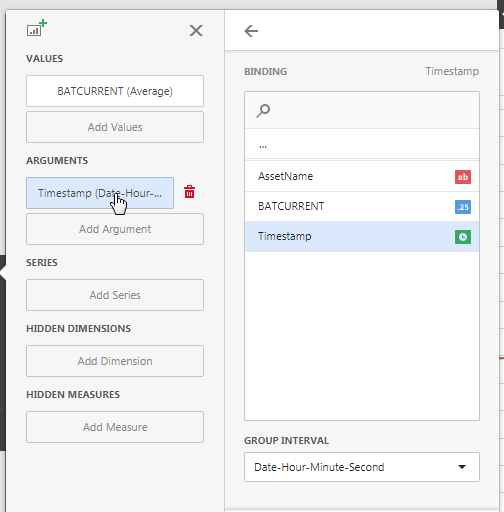 VALUES
BATCURRENT (Average)
Add Values
ARGUMENTS
Timestamp (Date-Hour-...
Add Argument
SERIES
Add Series
HIDDEN DIMENSIONS
Add Dimension
HIDDEN MEASURES
Add Measure
BINDING Timestamp
...
AssetName ab
BATCURRENT .25
Timestamp
GROUP INTERVAL
Date-Hour-Minute-Second